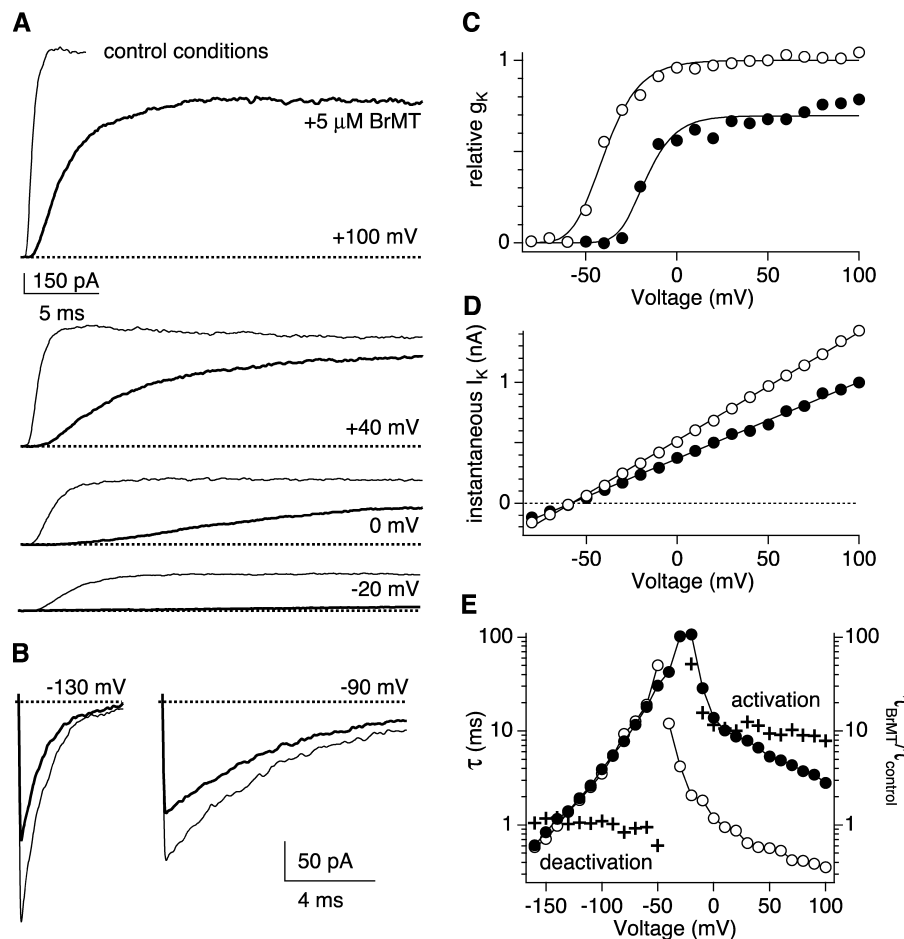 A
control conditions
+5 μM BrMT
+100 mV
150 pA
5 ms
+40 mV
0 mV
-20 mV
B
-130 mV
-90 mV
50 pA
4 ms
C
relative gK
1
0
-50 0 50 100
Voltage (mV)
D
instantaneous IK (nA)
1
0
-50 0 50 100
Voltage (mV)
E
τ (ms)
100
10
1
activation
deactivation
100
10
1
τBrMT/τcontrol
-150 -100 -50 0 50 100
Voltage (mV)